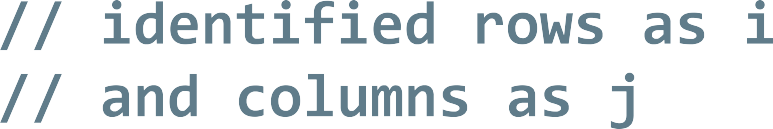 // identified rows as i
// and columns as j